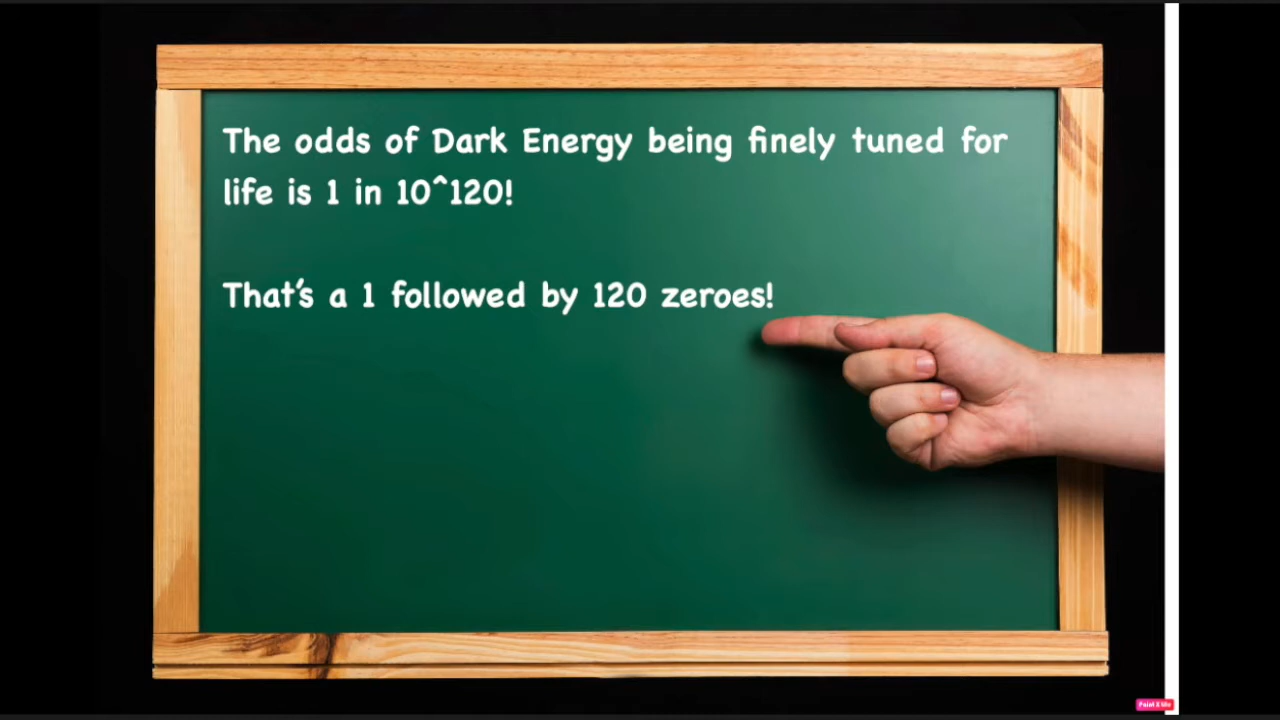 The odds of Dark Energy being finely tuned for
life is 1 in 10^120!
That's a 1 followed by 120 zeroes!